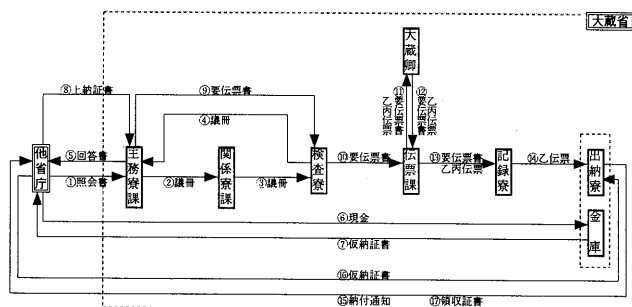 大蔵省
大蔵卿
⑧上納証書
⑨要伝票書
⑪要伝票書
乙丙伝票
⑫要伝票書
乙丙伝票
④議冊
他省庁
⑤回答書
①照会書
主務寮課
②議冊
関係寮課
③議冊
検査寮
⑩要伝票書
伝票課
⑬要伝票書
乙丙伝票
記録寮
⑭乙伝票
出納寮
⑥現金
金庫
⑦仮納証書
⑯仮納証書
⑮納付通知
⑰領収証書